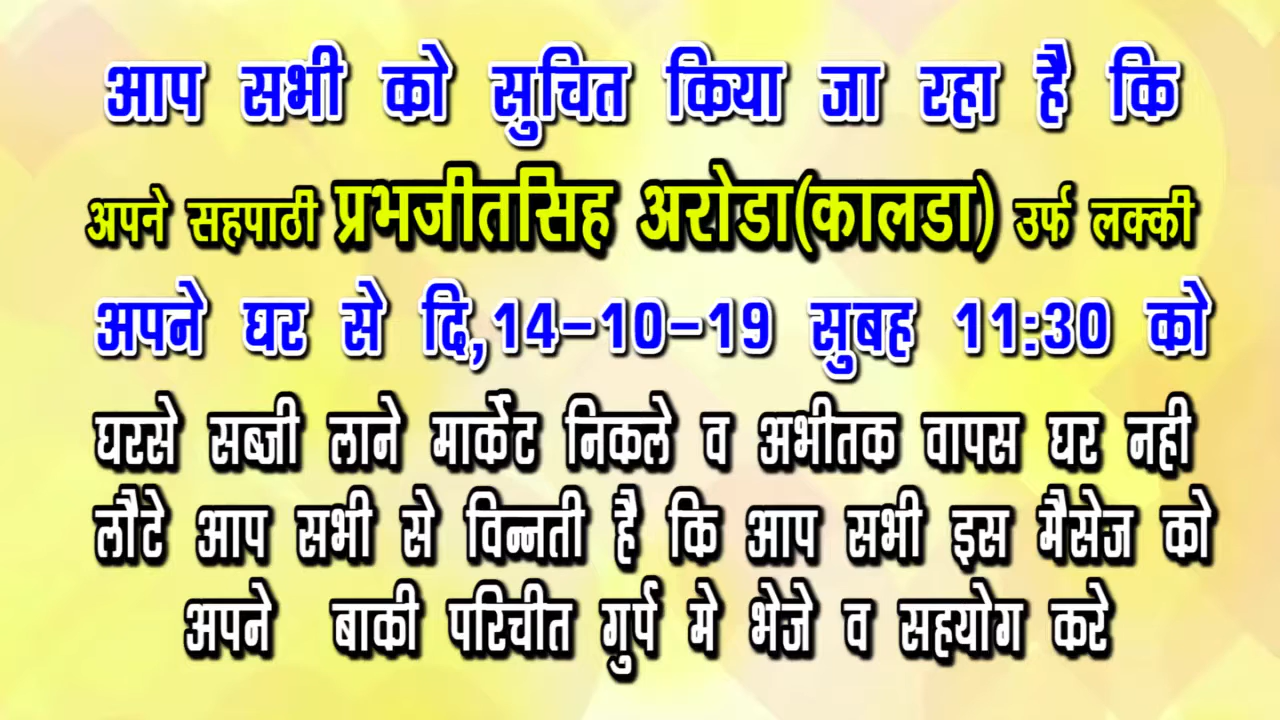 आप सभी को सुचित किया जा रहा है कि
अपने सहपाठी प्रभजीतसिह अरोडा(कालडा) उर्फ लक्की
अपने घर से दि,14-10-19 सुबह 11:30 को
घरसे सब्जी लाने मार्केट निकले व अभीतक वापस घर नही
लौटे आप सभी से विन्नती है कि आप सभी इस मैसेज को
अपने बाकी परिचीत गुर्प मे भेजे व सहयोग करे